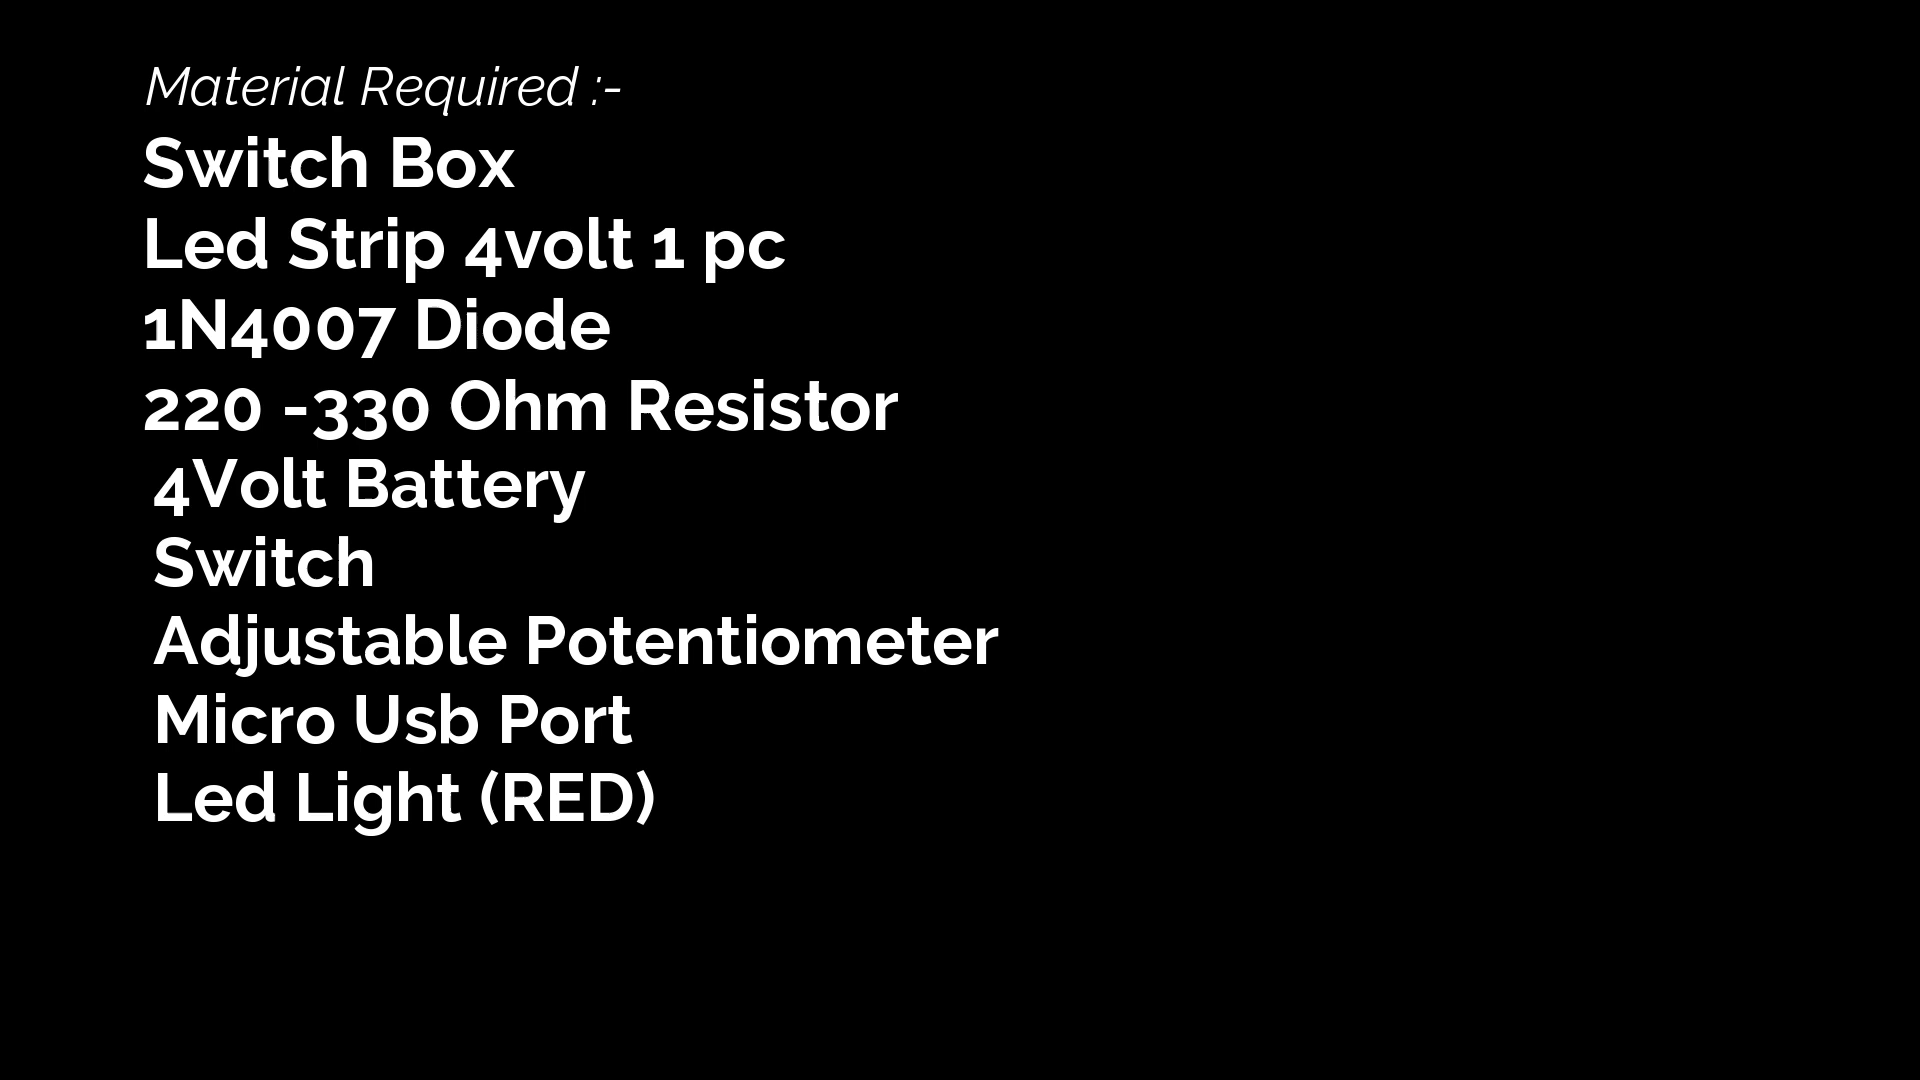 Material Required :-
Switch Box
Led Strip 4volt 1 pc
1N4007 Diode
220 -330 Ohm Resistor
4Volt Battery
Switch
Adjustable Potentiometer
Micro Usb Port
Led Light (RED)